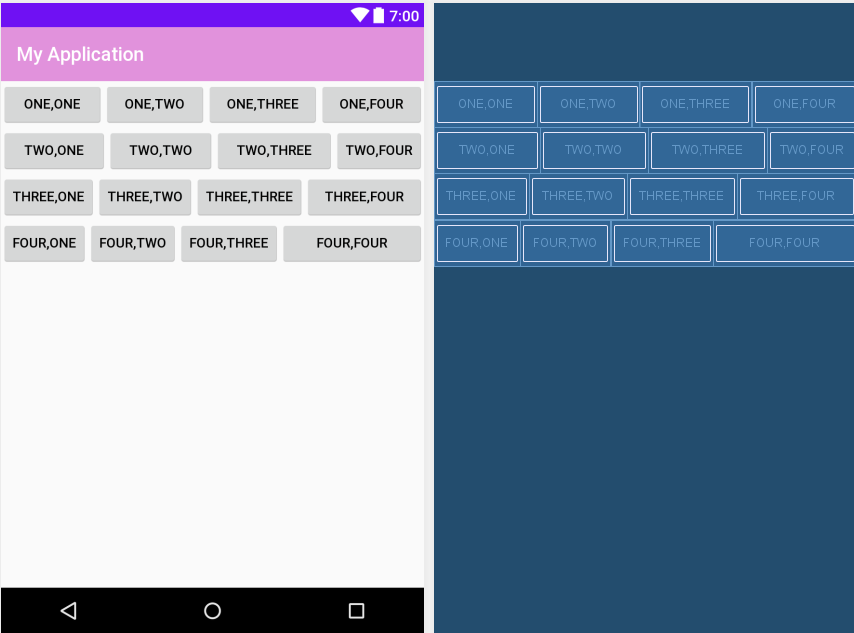 7:00
My Application
ONE,ONE ONE,TWO ONE,THREE ONE,FOUR
TWO,ONE TWO,TWO TWO,THREE TWO,FOUR
THREE,ONE THREE,TWO THREE,THREE THREE,FOUR
FOUR,ONE FOUR,TWO FOUR,THREE FOUR,FOUR
ONE,ONE ONE,TWO ONE,THREE ONE,FOUR
TWO,ONE TWO,TWO TWO,THREE TWO,FOUR
THREE,ONE THREE,TWO THREE,THREE THREE,FOUR
FOUR,ONE FOUR,TWO FOUR,THREE FOUR,FOUR